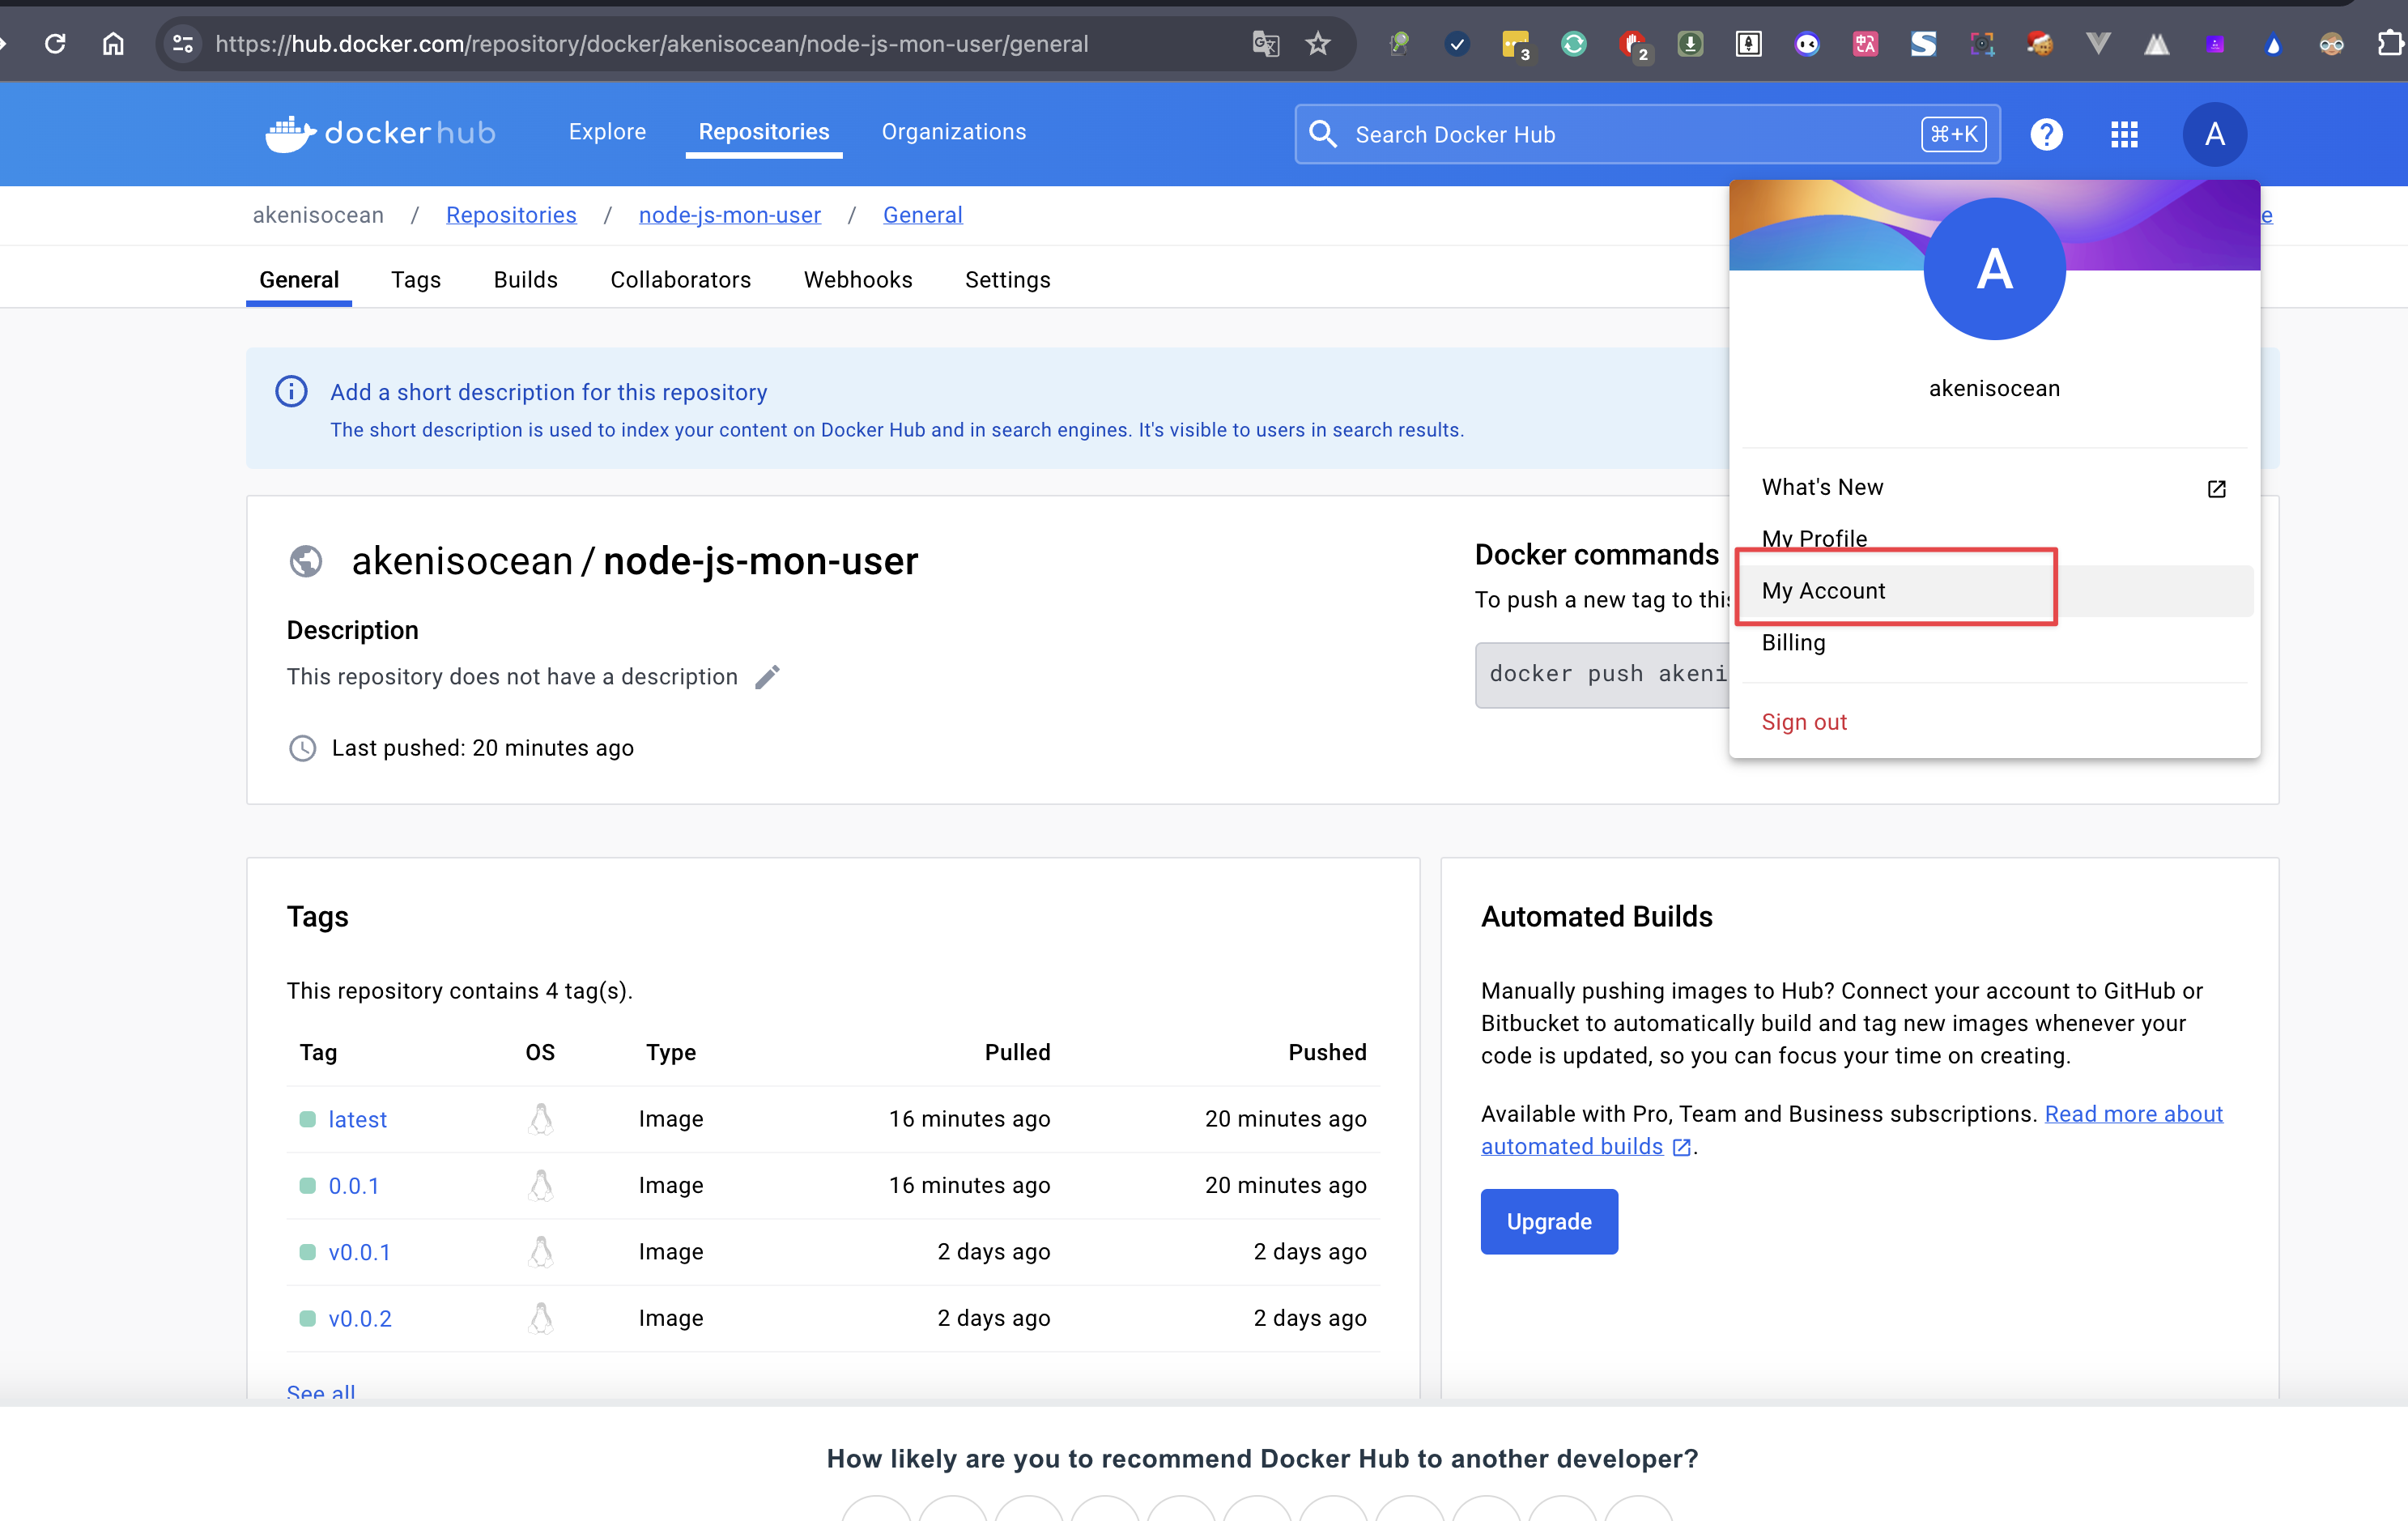 https://hub.docker.com/repository/docker/akenisocean/node-js-mon-user/general
3
2
docker hub
Explore
Repositories
Organizations
Search Docker Hub
⌘+K
?
A
akenisocean / Repositories / node-js-mon-user / General
e
General
Tags
Builds
Collaborators
Webhooks
Settings
A
akenisocean
What's New
My Profile
My Account
Billing
Sign out
Add a short description for this repository
The short description is used to index your content on Docker Hub and in search engines. It's visible to users in search results.
akenisocean / node-js-mon-user
Description
This repository does not have a description
Last pushed: 20 minutes ago
Docker commands
To push a new tag to this
docker push akeni
Tags
This repository contains 4 tag(s).
Tag OS Type Pulled Pushed
latest Image 16 minutes ago 20 minutes ago
0.0.1 Image 16 minutes ago 20 minutes ago
v0.0.1 Image 2 days ago 2 days ago
v0.0.2 Image 2 days ago 2 days ago
See all
Automated Builds
Manually pushing images to Hub? Connect your account to GitHub or
Bitbucket to automatically build and tag new images whenever your
code is updated, so you can focus your time on creating.
Available with Pro, Team and Business subscriptions. Read more about
automated builds .
Upgrade
How likely are you to recommend Docker Hub to another developer?